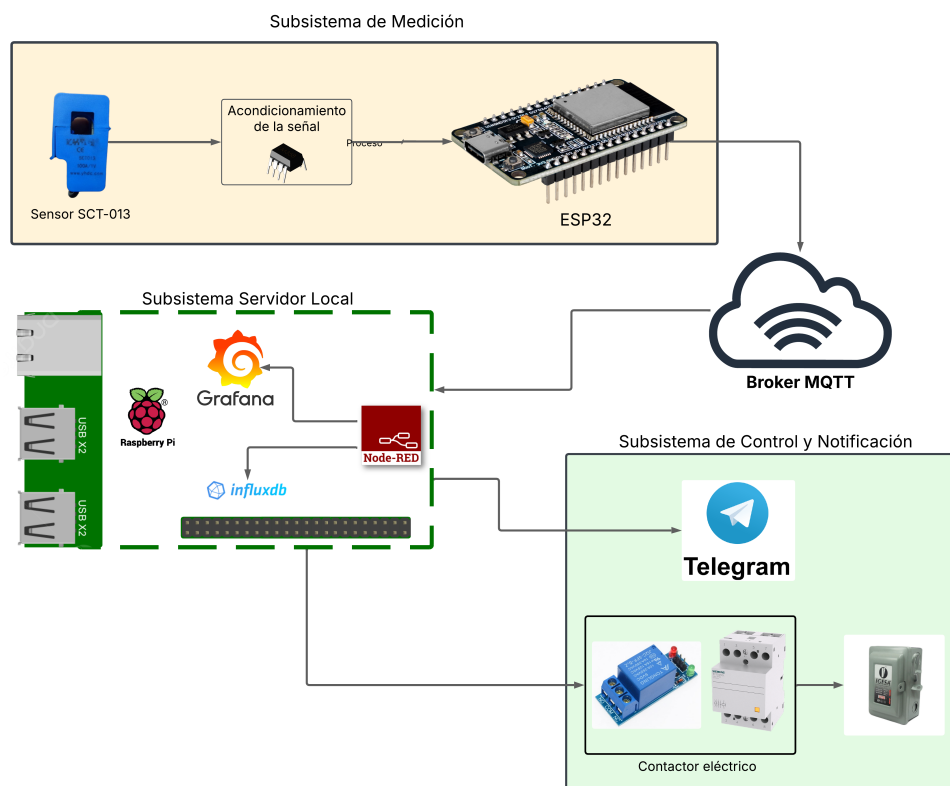 Subsistema de Medición
Acondicionamiento
de la señal
Proceso
Sensor SCT-013
ESP32
Broker MQTT
Subsistema Servidor Local
Grafana
Raspberry Pi
®
USB X2
Node-RED
influxdb
USB X2
Subsistema de Control y Notificación
Telegram
Contactor eléctrico